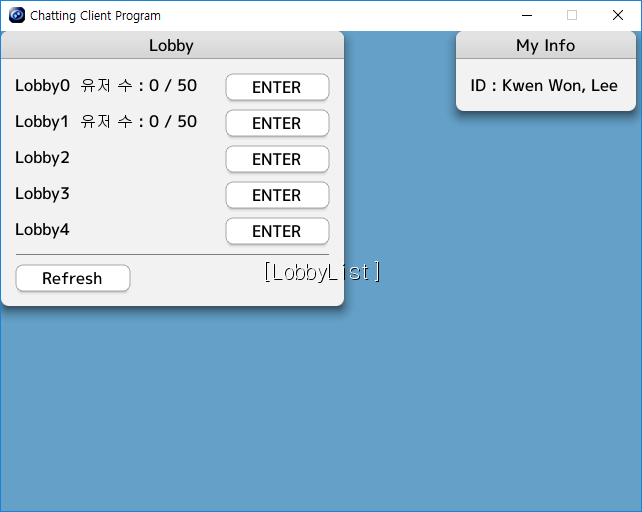 Chatting Client Program
Lobby
My Info
Lobby0 유저 수 : 0 / 50 ENTER
ID : Kwen Won, Lee
Lobby1 유저 수 : 0 / 50 ENTER
Lobby2 ENTER
Lobby3 ENTER
Lobby4 ENTER
[LobbyList]
Refresh